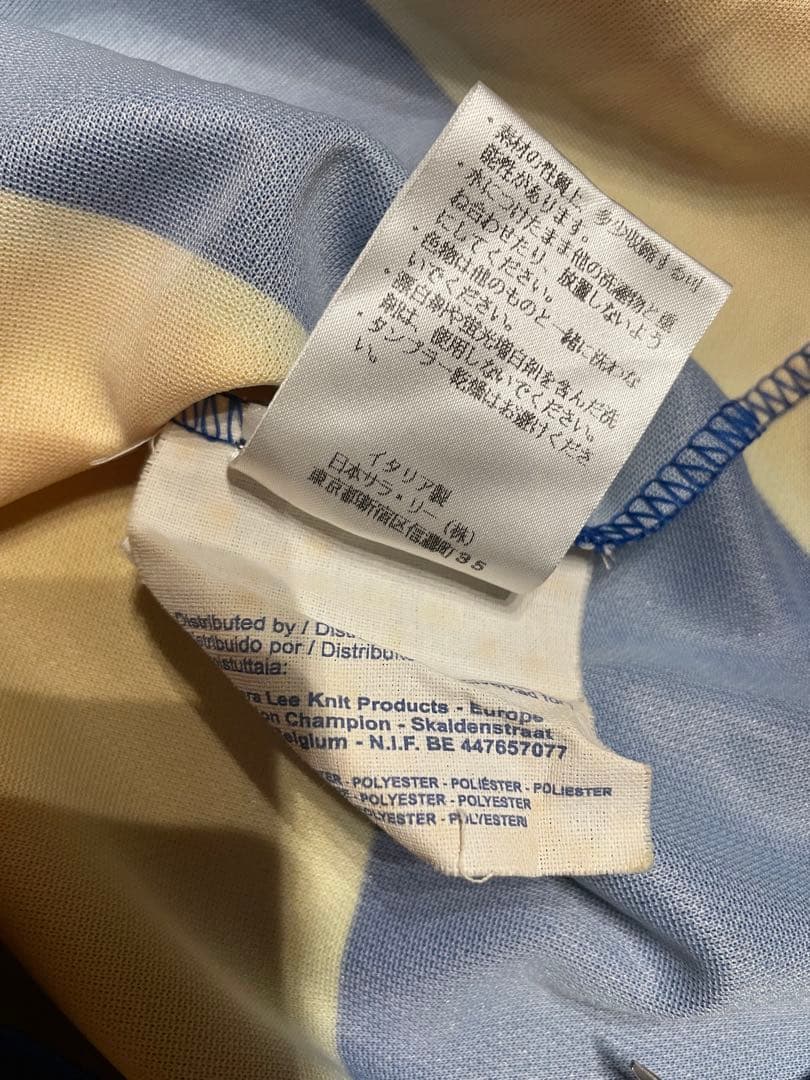 ・素材の性質上、多少収縮する可
能性があります。
・水につけたまま他の洗濯物と重
ね合わせたり、放置しないよう
にしてください。
・色物は他のものと一緒に洗わな
いでください。
・漂白剤や蛍光増白剤を含んだ洗
剤は、使用しないでください。
・タンブラー乾燥はお避けくださ
い。
イタリア製
日本サラ・リー(株)
東京都新宿区信濃町35
Distributed by /
/
Lee Knit Products - Europe
Champion - Skaldenstraat
- N.I.F. BE 447657077
- POLYESTER - POLIÉSTER - POLIESTER
- POLYESTER - POLYESTER